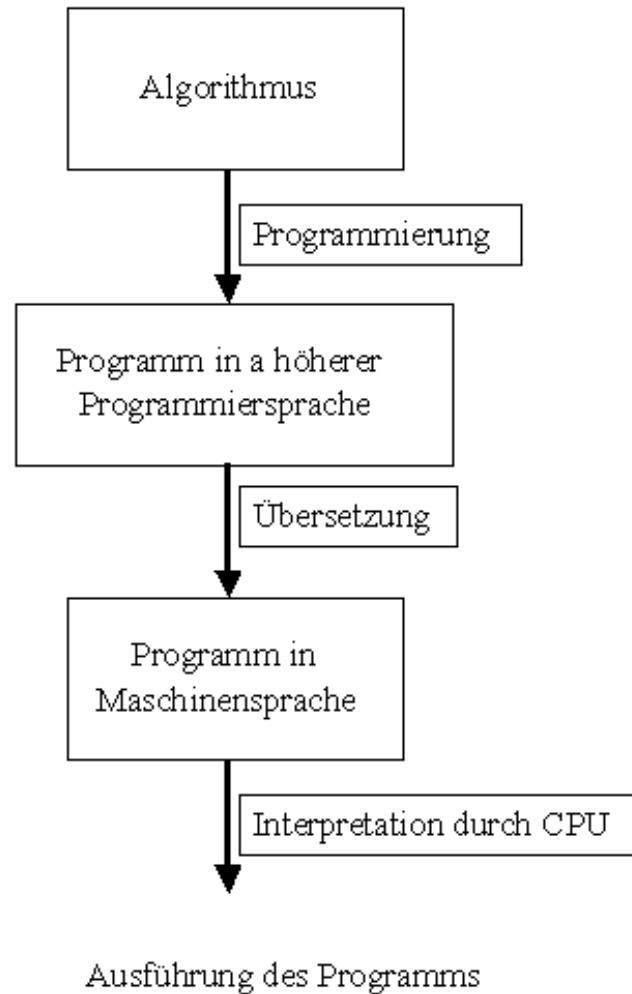 Algorithmus
Programmierung
Programm in a höherer
Programmiersprache
Übersetzung
Programm in
Maschinensprache
Interpretation durch CPU
Ausführung des Programms